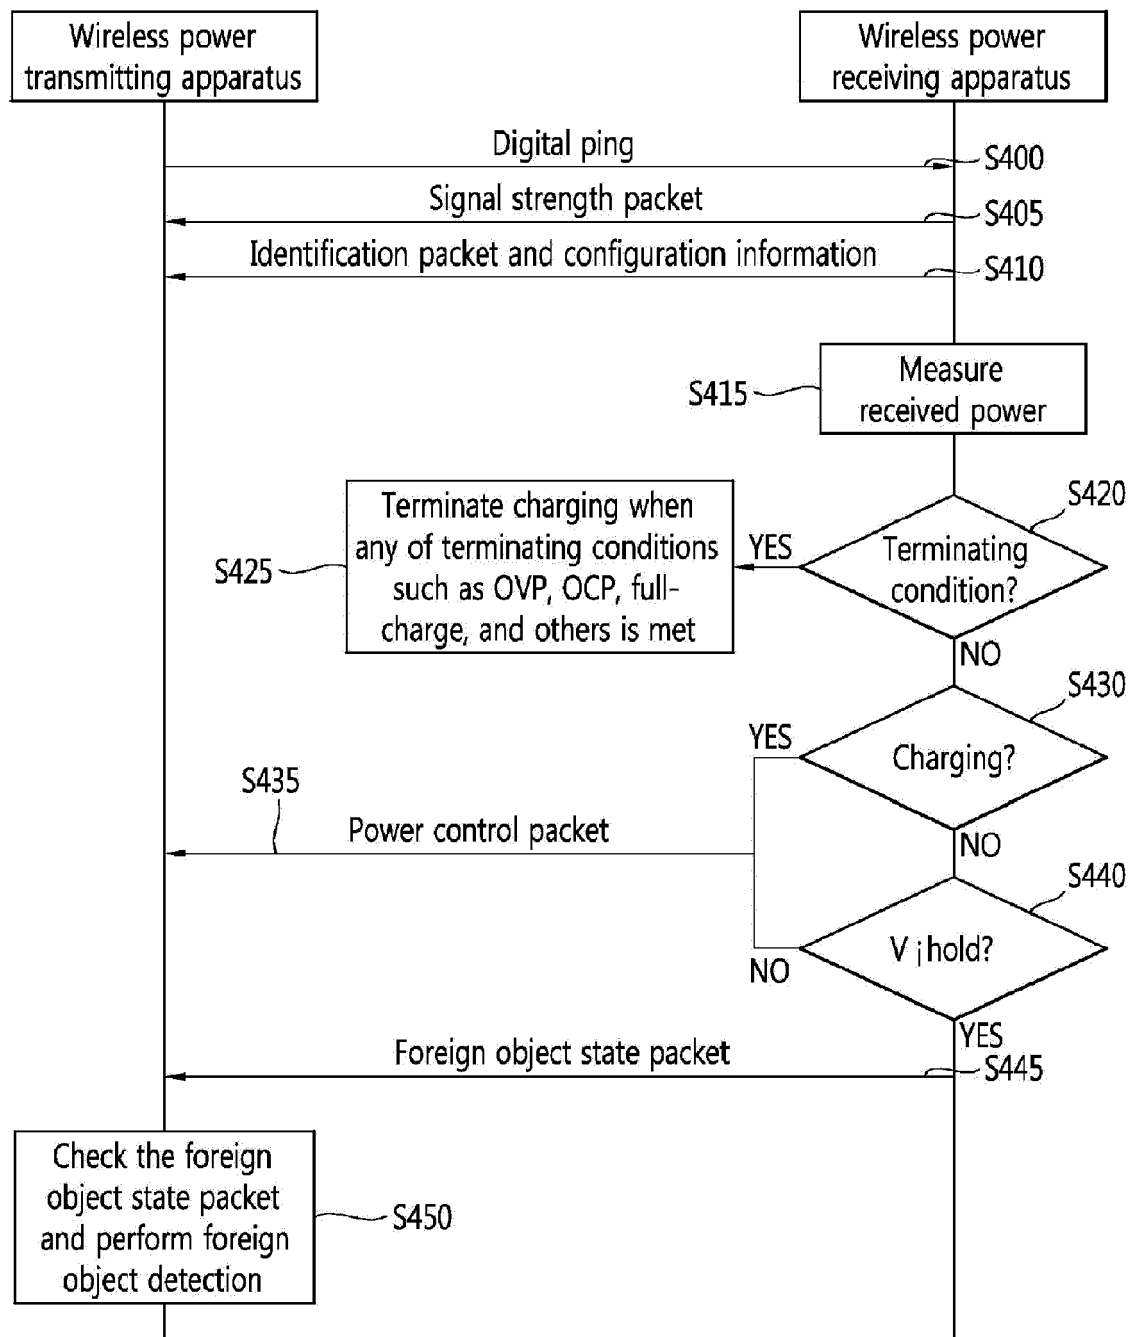 Wireless power
transmitting apparatus
Wireless power
receiving apparatus
Digital ping
S400
Signal strength packet
S405
Identification packet and configuration information
S410
Measure
received power
S415
S420
Terminating
condition?
YES
NO
Terminate charging when
any of terminating conditions
such as OVP, OCP, full-
charge, and others is met
S425
S430
Charging?
YES
NO
S435
Power control packet
S440
V ¡hold?
NO
YES
Foreign object state packet
S445
Check the foreign
object state packet
and perform foreign
object detection
S450